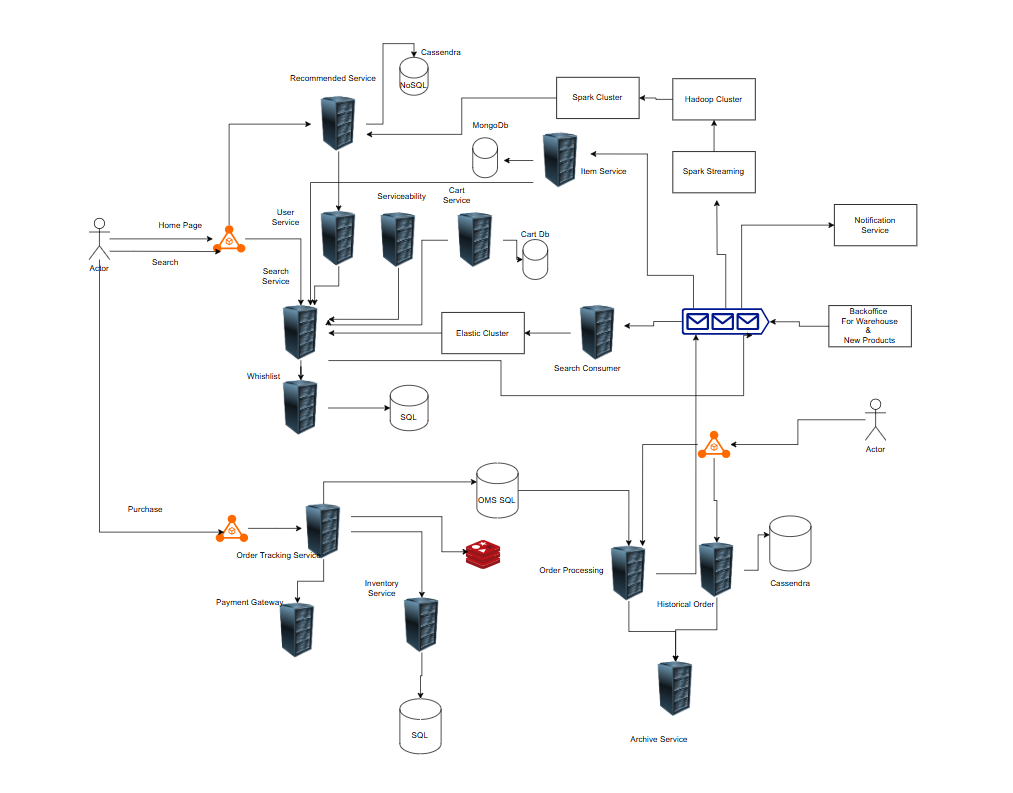 Cassendra
Recommended Service
NoSQL
Spark Cluster
Hadoop Cluster
MongoDb
Item Service
Spark Streaming
Serviceability
Cart
Service
User
Service
Home Page
Notification
Service
Cart Db
Search
Actor
Search
Service
Backoffice
For Warehouse
&
New Products
Elastic Cluster
Search Consumer
Whishlist
SQL
Actor
OMS SQL
Purchase
Order Tracking Service
Order Processing
Inventory
Service
Cassendra
Payment Gateway
Historical Order
SQL
Archive Service